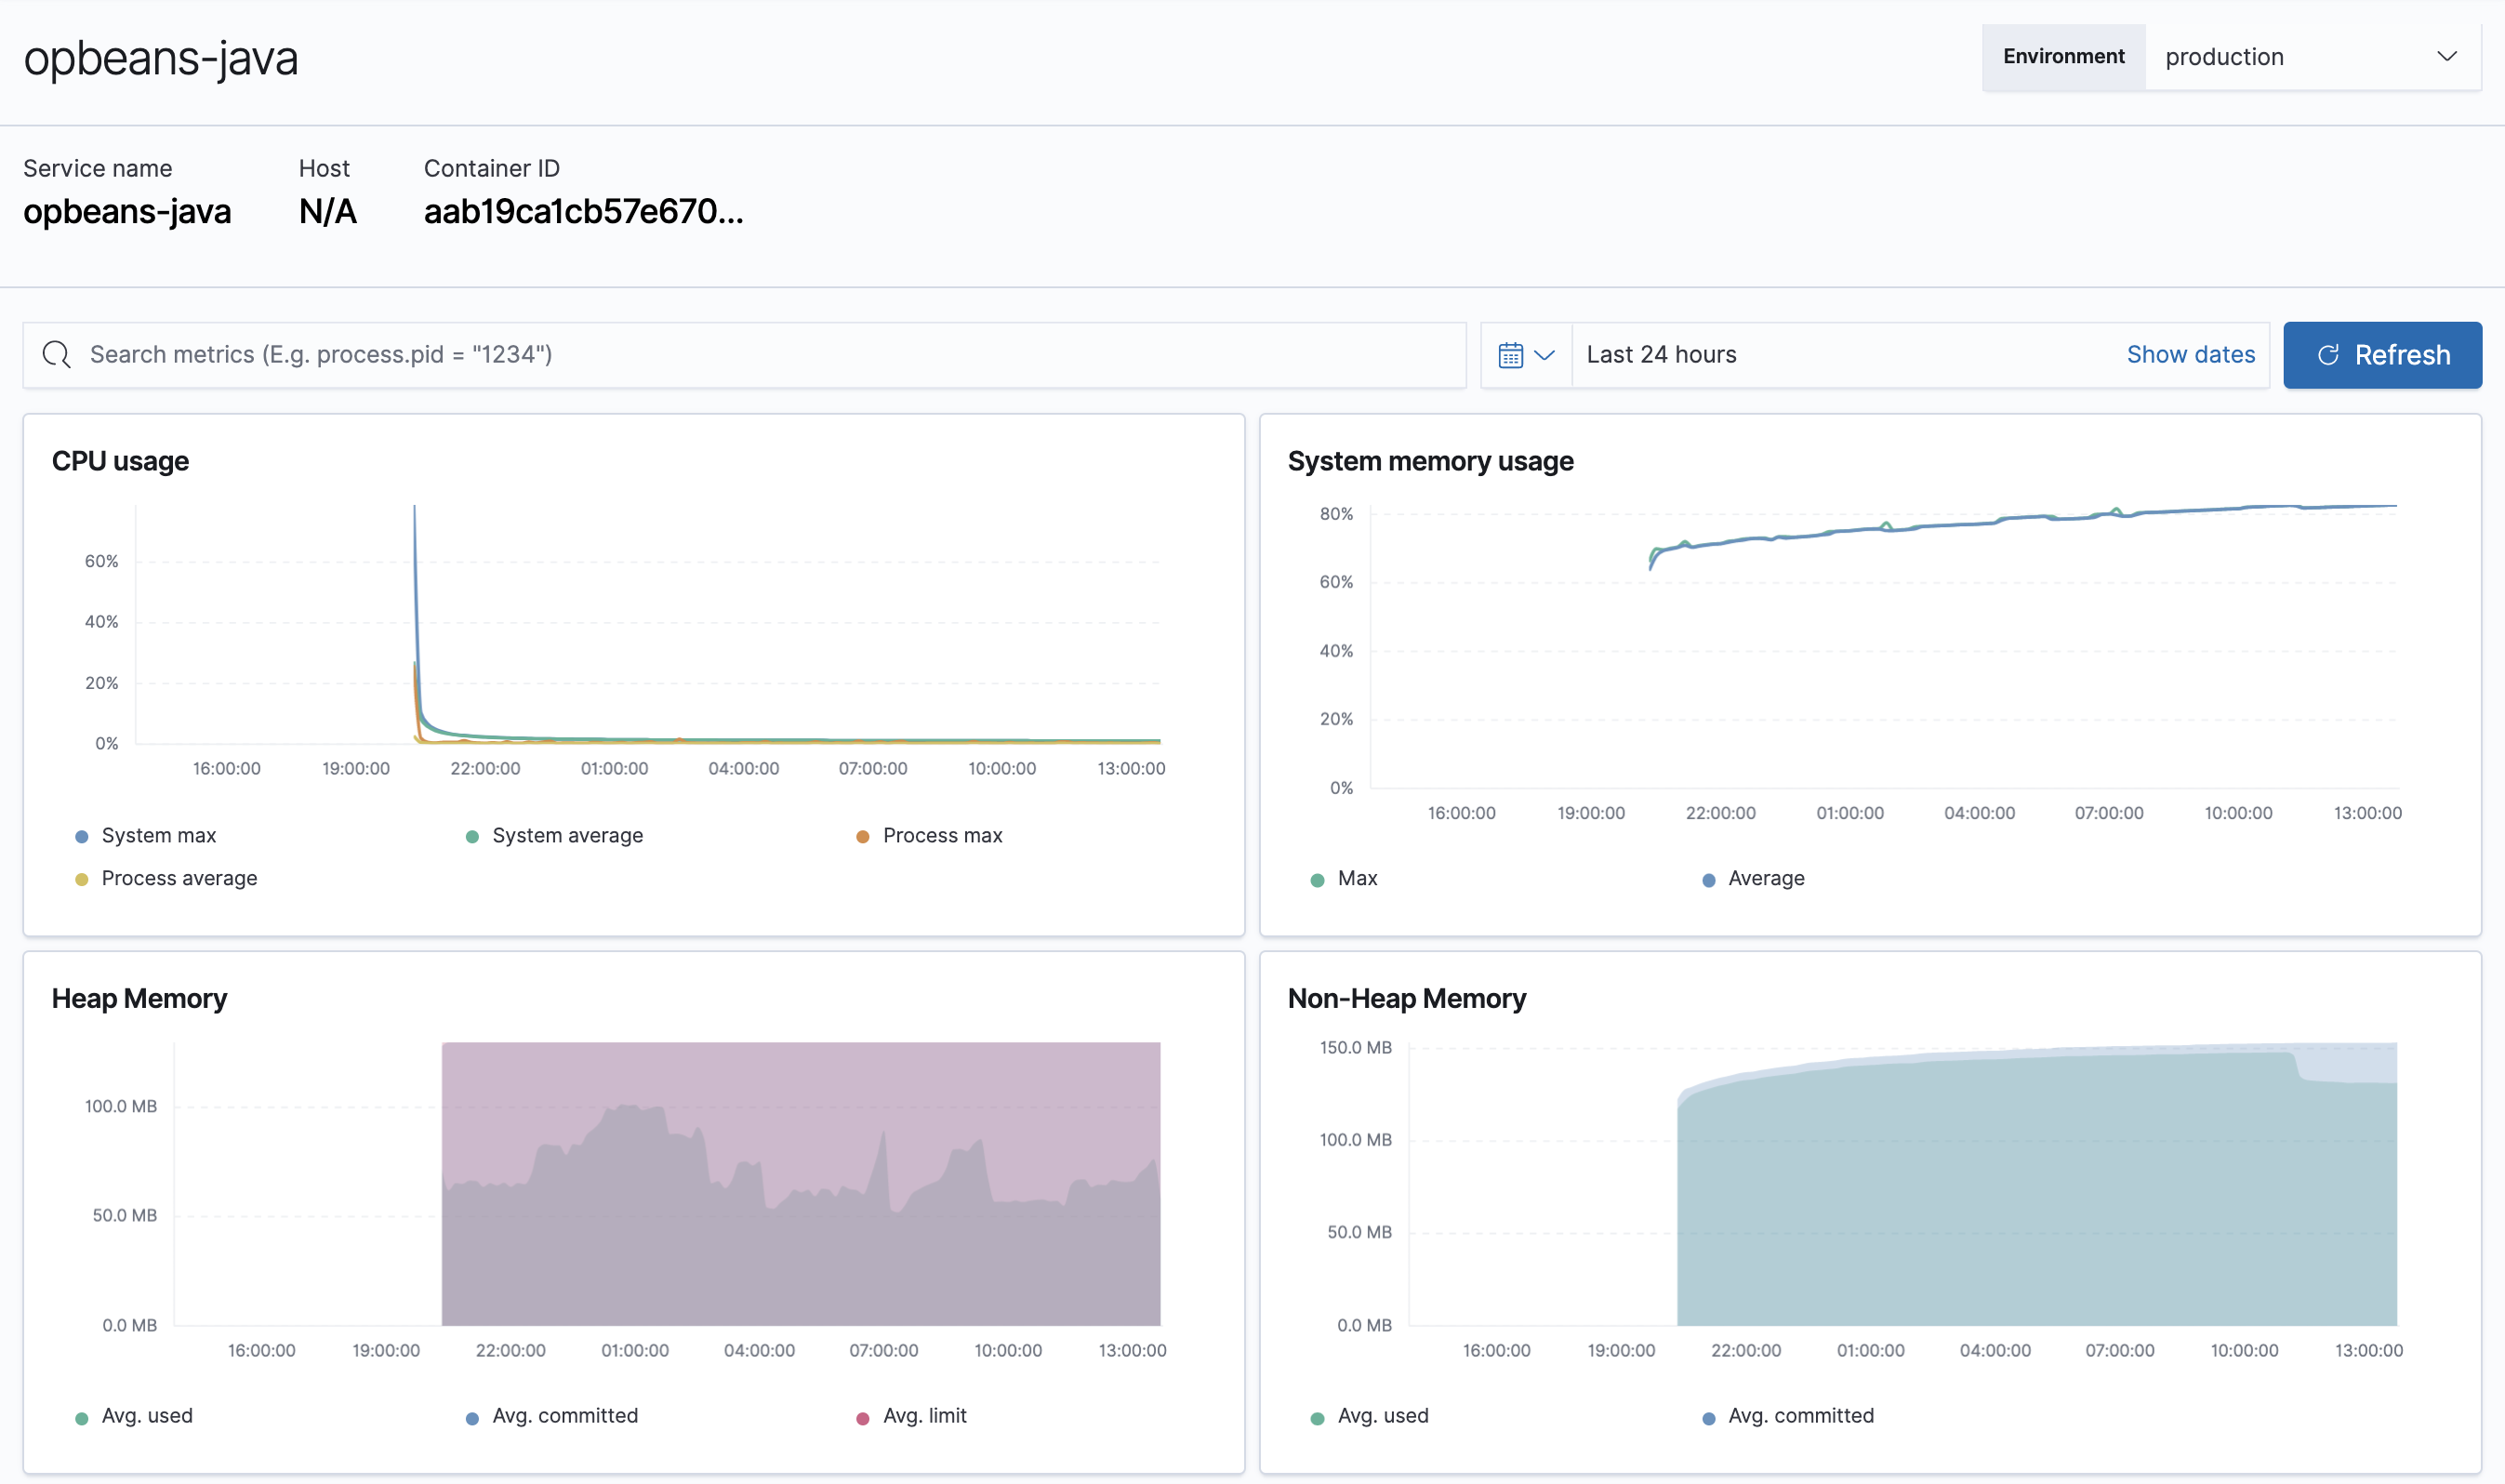 opbeans-java
Environment production
Service name Host Container ID
opbeans-java N/A aab19ca1cb57e670...
Search metrics (E.g. process.pid = "1234")
Last 24 hours Show dates Refresh
CPU usage
60%
40%
20%
0%
16:00:00 19:00:00 22:00:00 01:00:00 04:00:00 07:00:00 10:00:00 13:00:00
System max System average Process max
Process average
System memory usage
80%
60%
40%
20%
0%
16:00:00 19:00:00 22:00:00 01:00:00 04:00:00 07:00:00 10:00:00 13:00:00
Max Average
Heap Memory
100.0 MB
50.0 MB
0.0 MB
16:00:00 19:00:00 22:00:00 01:00:00 04:00:00 07:00:00 10:00:00 13:00:00
Avg. used Avg. committed Avg. limit
Non-Heap Memory
150.0 MB
100.0 MB
50.0 MB
0.0 MB
16:00:00 19:00:00 22:00:00 01:00:00 04:00:00 07:00:00 10:00:00 13:00:00
Avg. used Avg. committed